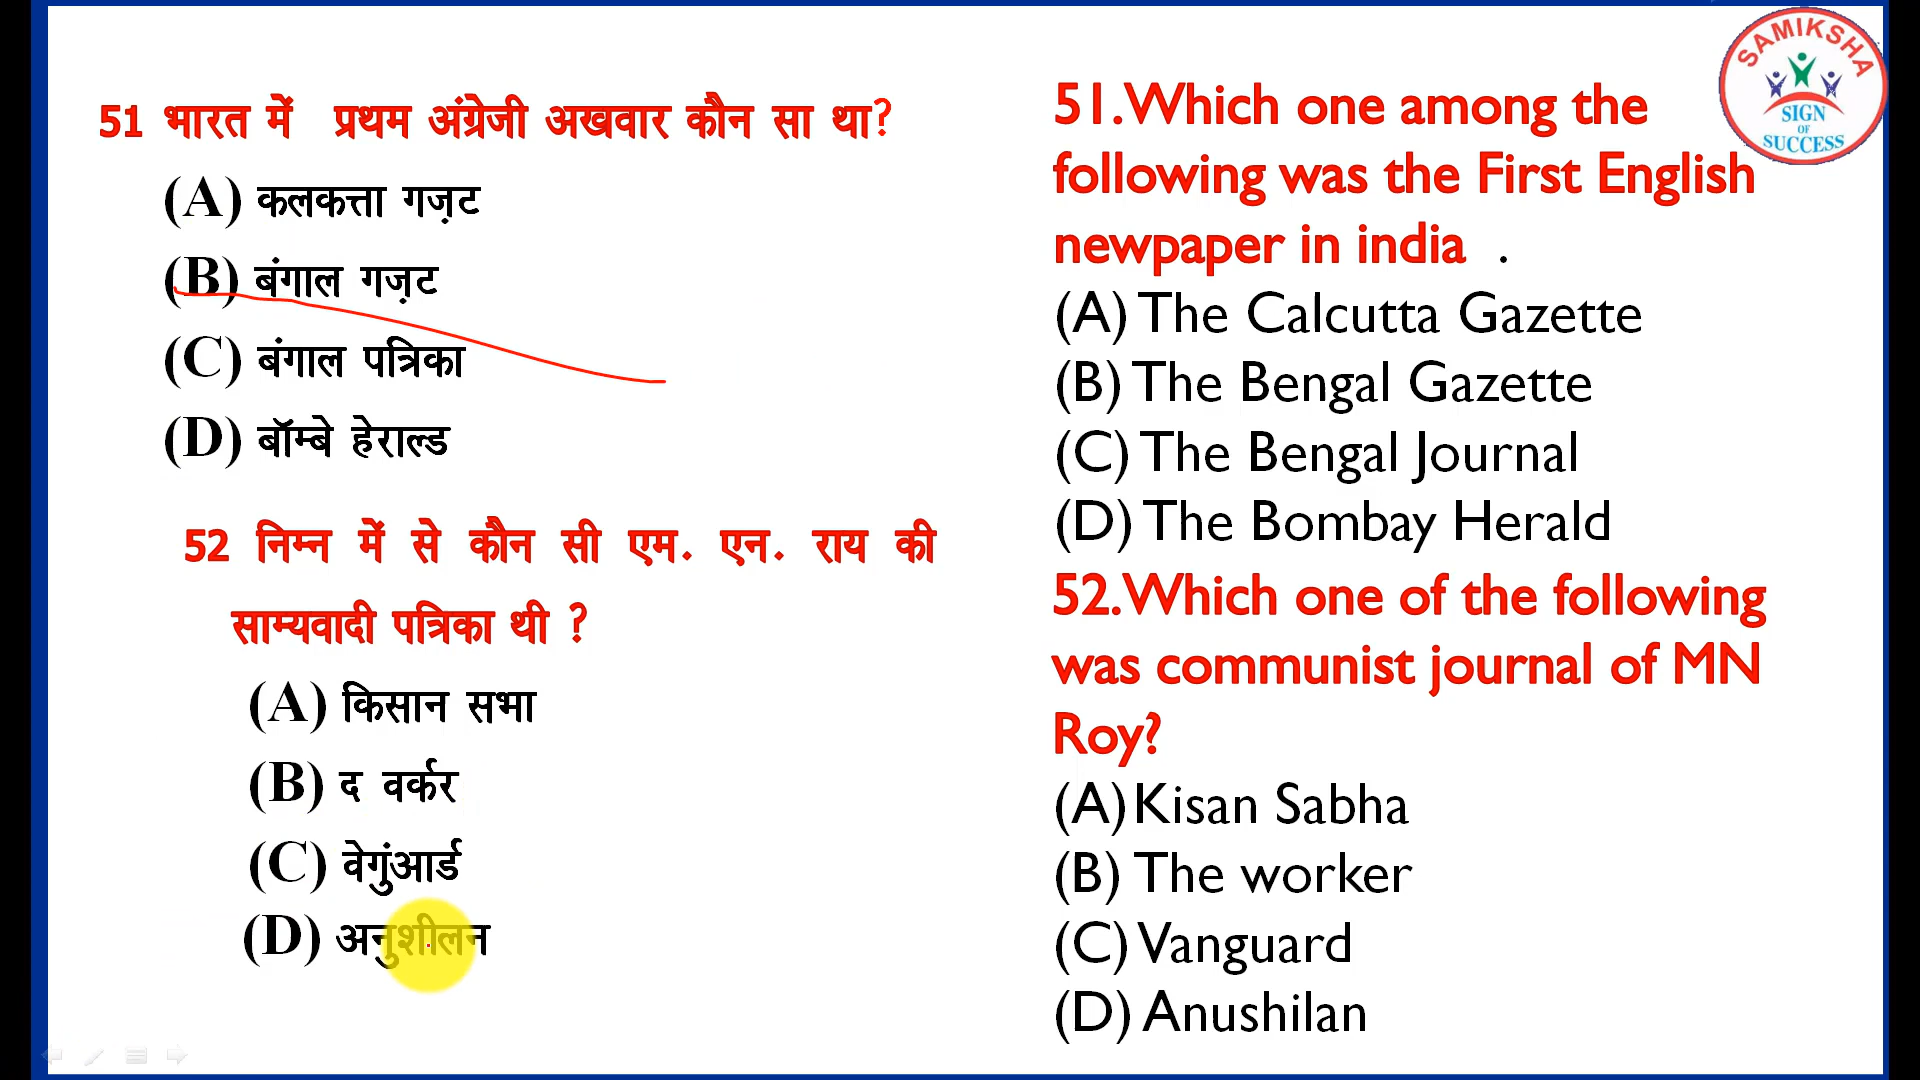 51 भारत में प्रथम अंग्रेजी अखवार कौन सा था?
(A) कलकत्ता गज़ट
(B) बंगाल गज़ट
(C) बंगाल पत्रिका
(D) बॉम्बे हेराल्ड
52 निम्न में से कौन सी एम. एन. राय की
साम्यवादी पत्रिका थी ?
(A) किसान सभा
(B) द वर्कर
(C) वेगुंआर्ड
(D) अनुशीलन
51.Which one among the
following was the First English
newpaper in india .
(A) The Calcutta Gazette
(B) The Bengal Gazette
(C) The Bengal Journal
(D) The Bombay Herald
52.Which one of the following
was communist journal of MN
Roy?
(A) Kisan Sabha
(B) The worker
(C) Vanguard
(D) Anushilan
SAMIKSHA
SIGN
OF
SUCCESS